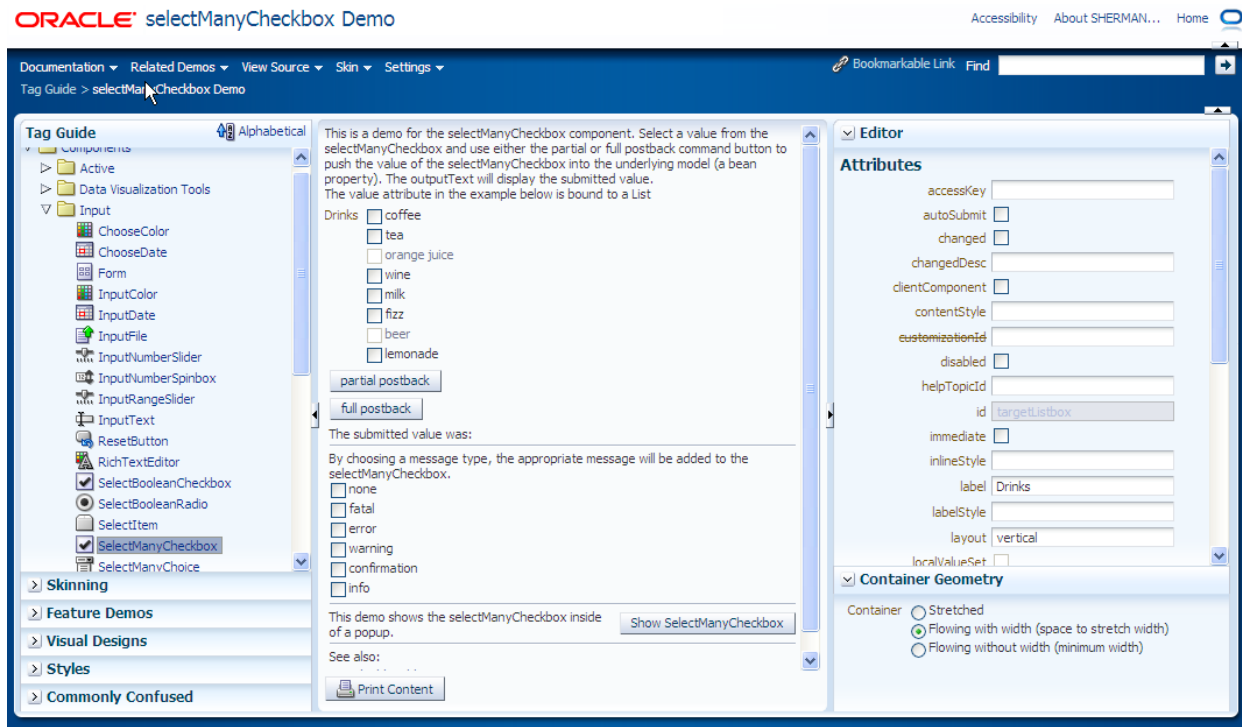 ORACLE selectManyCheckbox Demo
Accessibility About SHERMAN... Home
Documentation Related Demos View Source Skin Settings
Bookmarkable Link Find
Tag Guide > selectManyCheckbox Demo
Tag Guide
Alphabetical
Components
Active
Data Visualization Tools
Input
ChooseColor
ChooseDate
Form
InputColor
InputDate
InputFile
InputNumberSlider
InputNumberSpinbox
InputRangeSlider
InputText
ResetButton
RichTextEditor
SelectBooleanCheckbox
SelectBooleanRadio
SelectItem
SelectManyCheckbox
SelectManyChoice
Skinning
Feature Demos
Visual Designs
Styles
Commonly Confused
This is a demo for the selectManyCheckbox component. Select a value from the
selectManyCheckbox and use either the partial or full postback command button to
push the value of the selectManyCheckbox into the underlying model (a bean
property). The outputText will display the submitted value.
The value attribute in the example below is bound to a List
Drinks coffee
tea
orange juice
wine
milk
fizz
beer
lemonade
partial postback
full postback
The submitted value was:
By choosing a message type, the appropriate message will be added to the
selectManyCheckbox.
none
fatal
error
warning
confirmation
info
This demo shows the selectManyCheckbox inside
of a popup.
Show SelectManyCheckbox
See also:
Print Content
Editor
Attributes
accessKey
autoSubmit
changed
changedDesc
clientComponent
contentStyle
customizationId
disabled
helpTopicId
id targetListbox
immediate
inlineStyle
label Drinks
labelStyle
layout vertical
localValueSet
Container Geometry
Container Stretched
Flowing with width (space to stretch width)
Flowing without width (minimum width)